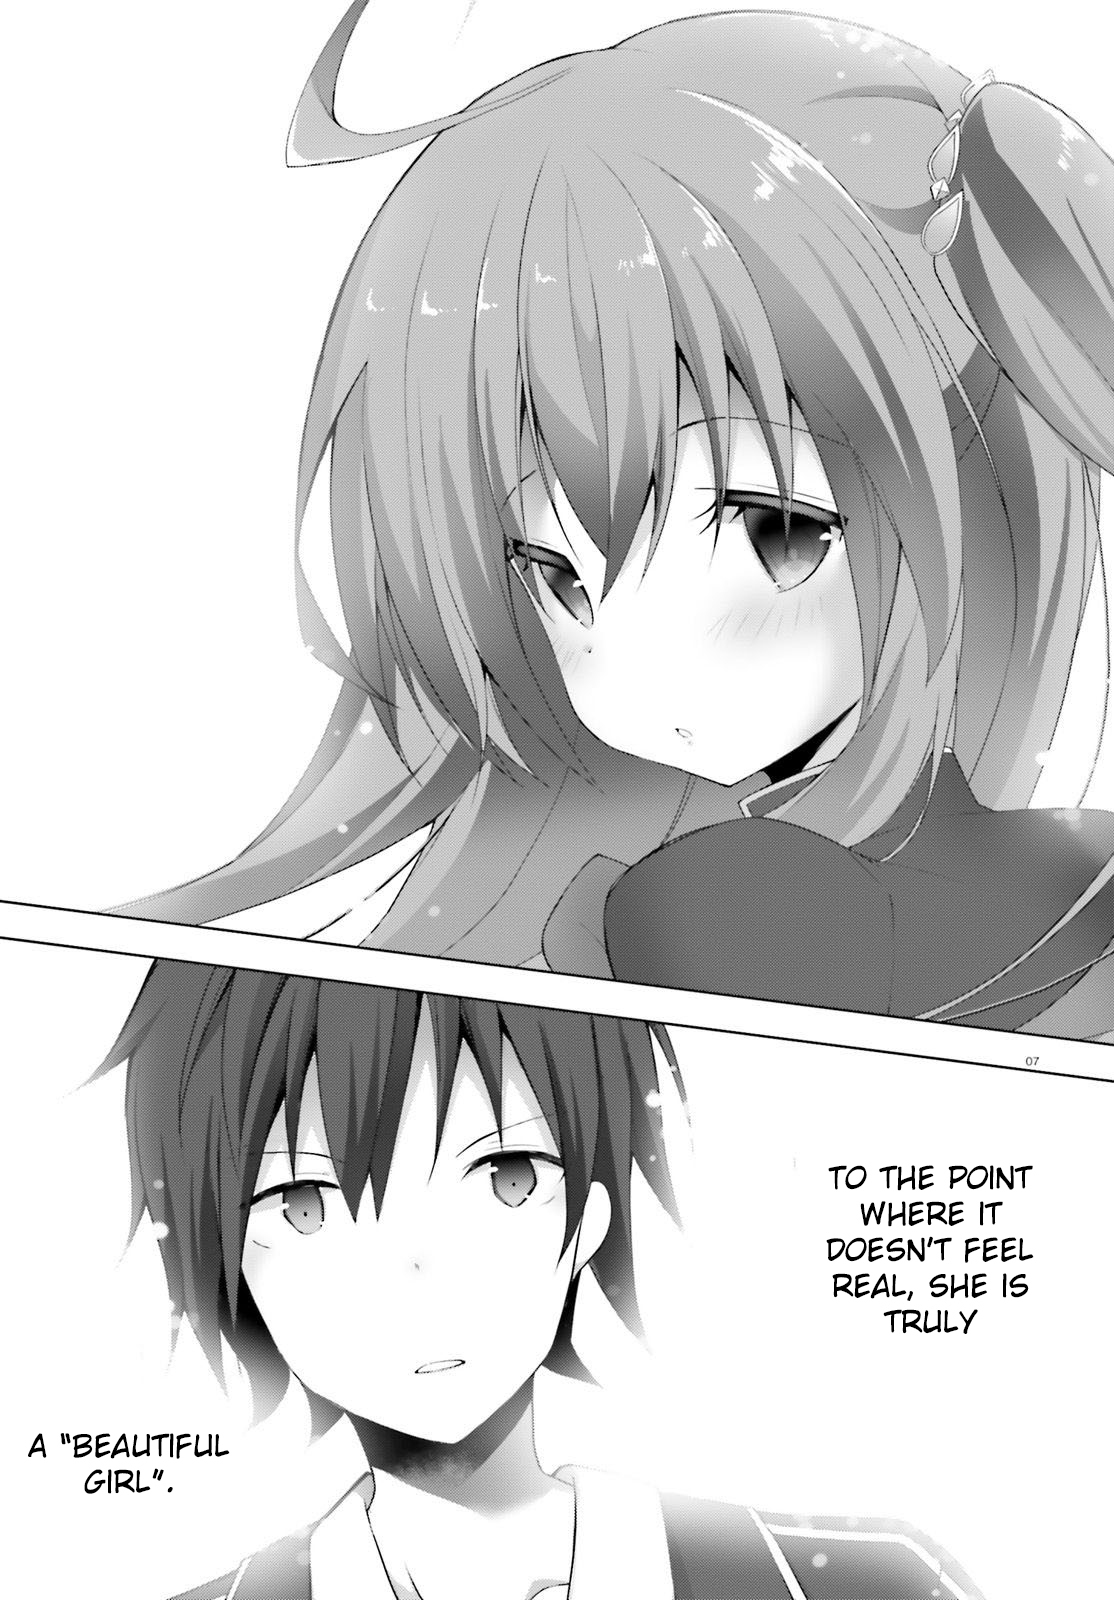 07
TO THE POINT
WHERE IT
DOESN'T FEEL
REAL, SHE IS
TRULY
A "BEAUTIFUL
GIRL".